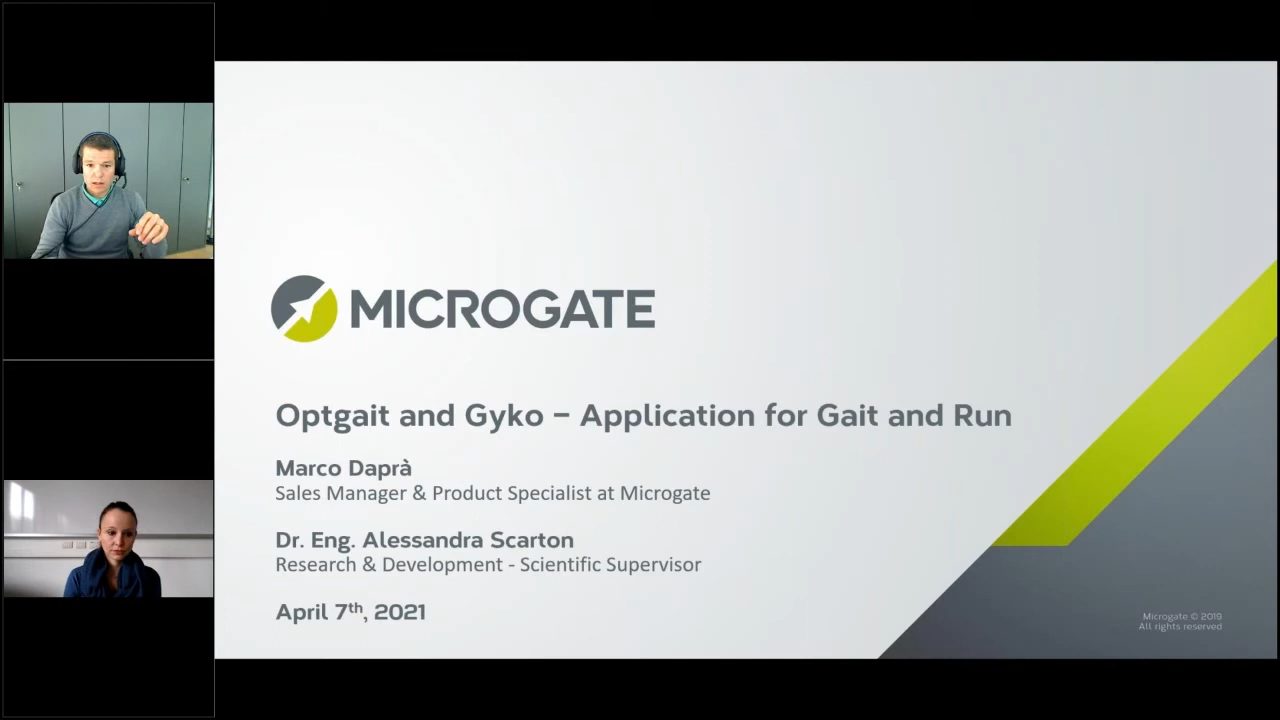 MICROGATE
Optgait and Gyko – Application for Gait and Run
Marco Daprà
Sales Manager & Product Specialist at Microgate
Dr. Eng. Alessandra Scarton
Research & Development - Scientific Supervisor
April 7th, 2021
Microgate © 2019
All rights reserved